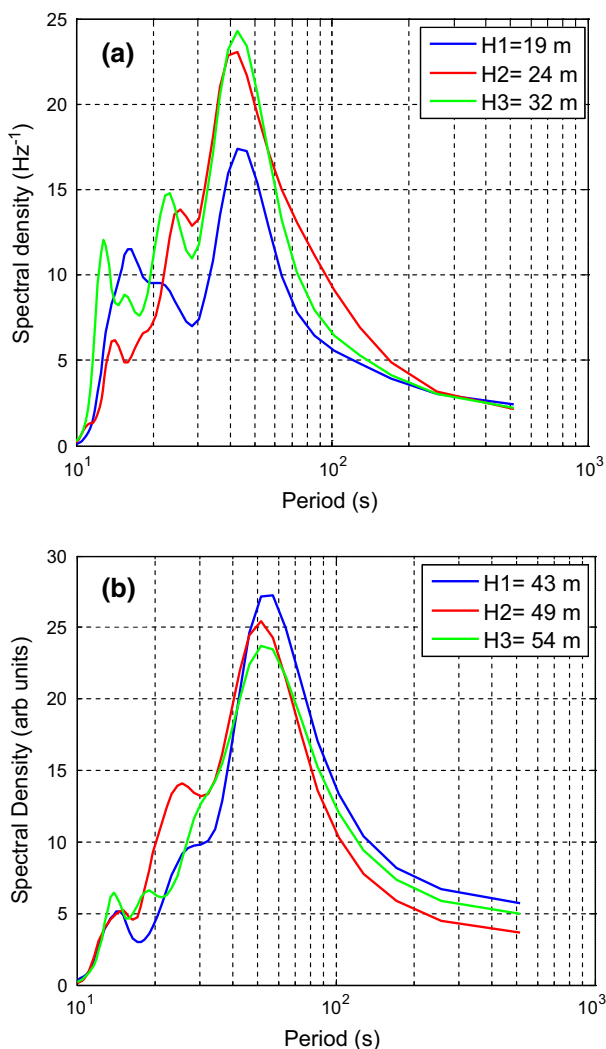 (a)
H1=19 m
H2= 24 m
H3= 32 m
Spectral density (Hz⁻¹)
25
20
15
10
5
0
10¹
10²
10³
Period (s)
(b)
H1= 43 m
H2= 49 m
H3= 54 m
Spectral Density (arb units)
30
25
20
15
10
5
0
10¹
10²
10³
Period (s)